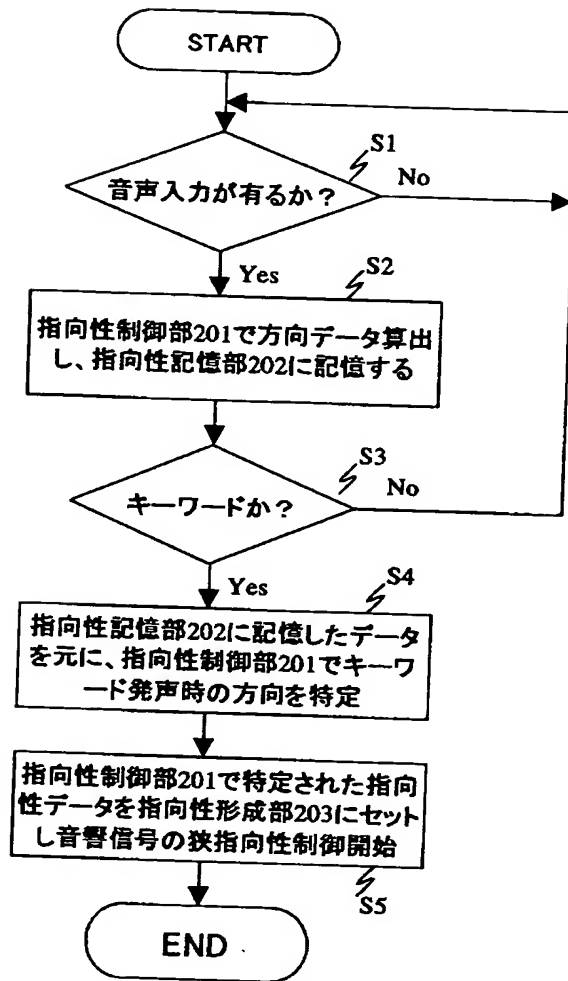 START
S1
音声入力が有るか？
No
Yes
S2
指向性制御部201で方向データ算出
し、指向性記憶部202に記憶する
S3
キーワードか？
No
Yes
S4
指向性記憶部202に記憶したデータ
を元に、指向性制御部201でキーワ
ード発声時の方向を特定
指向性制御部201で特定された指向
性データを指向性形成部203にセット
し音響信号の狭指向性制御開始
S5
END